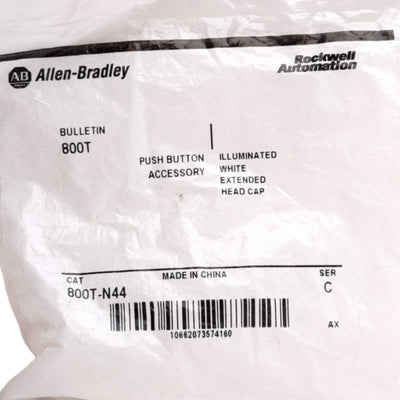 AB Allen-Bradley
Rockwell
Automation
BULLETIN
800T
PUSH BUTTON
ACCESSORY
ILLUMINATED
WHITE
EXTENDED
HEAD CAP
CAT
MADE IN CHINA
SER
800T-N44
C
10662073574160
AX